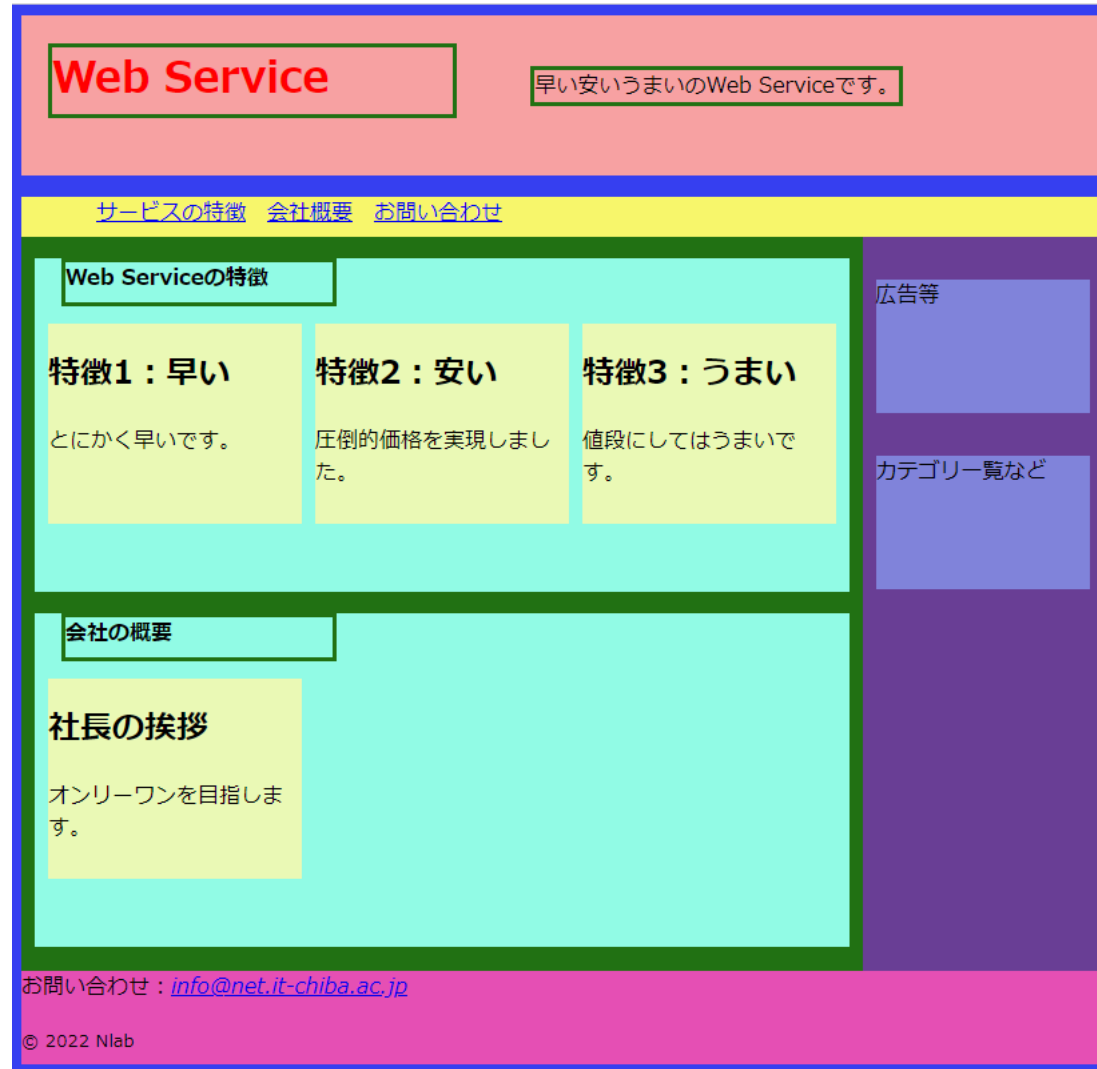 Web Service
早い安いうまいのWeb Serviceです。
サービスの特徴 会社概要 お問い合わせ
Web Serviceの特徴
特徴1：早い
とにかく早いです。
特徴2：安い
圧倒的価格を実現しまし
た。
特徴3：うまい
値段にしてはうまいで
す。
会社の概要
社長の挨拶
オンリーワンを目指しま
す。
広告等
カテゴリー覧など
お問い合わせ：info@net.it-chiba.ac.jp
© 2022 Nlab